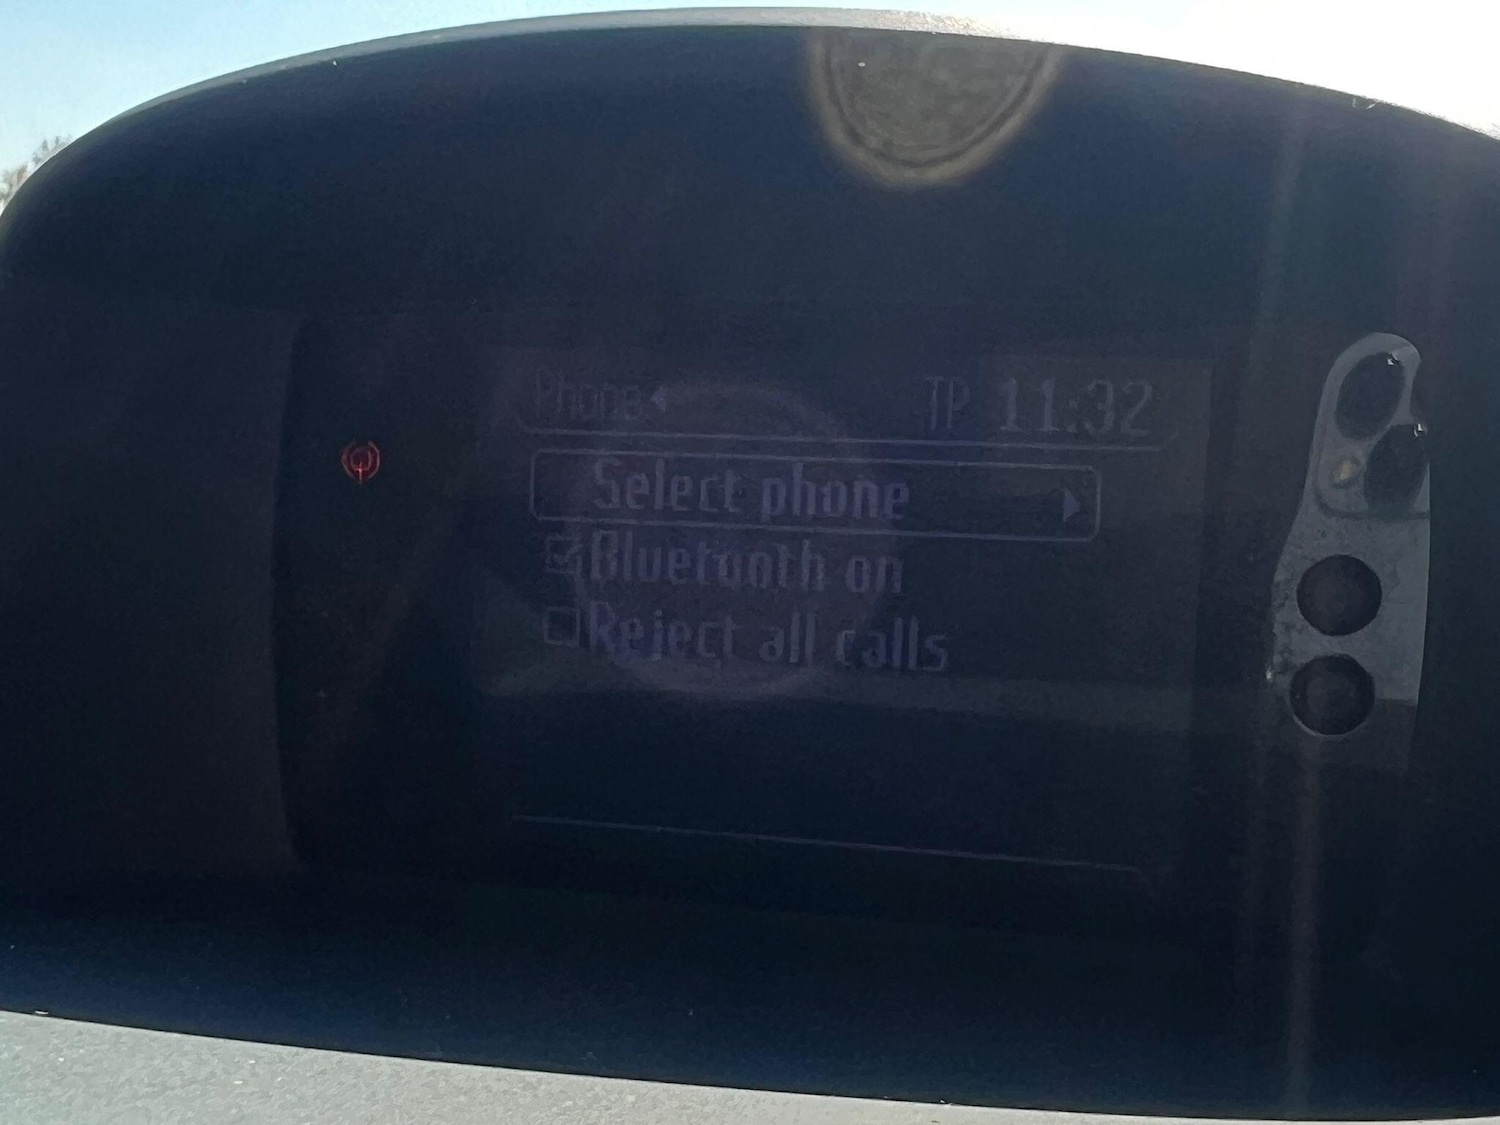 Phone TP 11:32
Select phone
Bluetooth on
Reject all calls